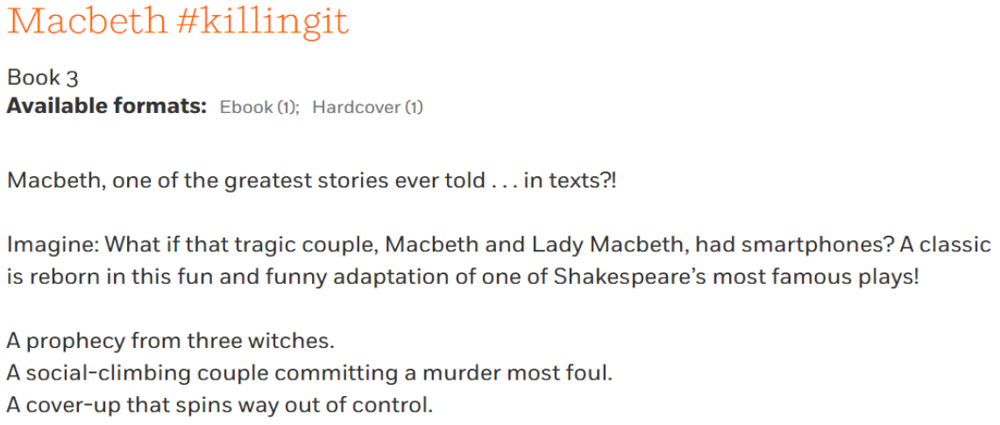 Macbeth #killingit
Book 3
Available formats: Ebook (1); Hardcover (1)
Macbeth, one of the greatest stories ever told . . . in texts?!
Imagine: What if that tragic couple, Macbeth and Lady Macbeth, had smartphones? A classic
is reborn in this fun and funny adaptation of one of Shakespeare’s most famous plays!
A prophecy from three witches.
A social-climbing couple committing a murder most foul.
A cover-up that spins way out of control.